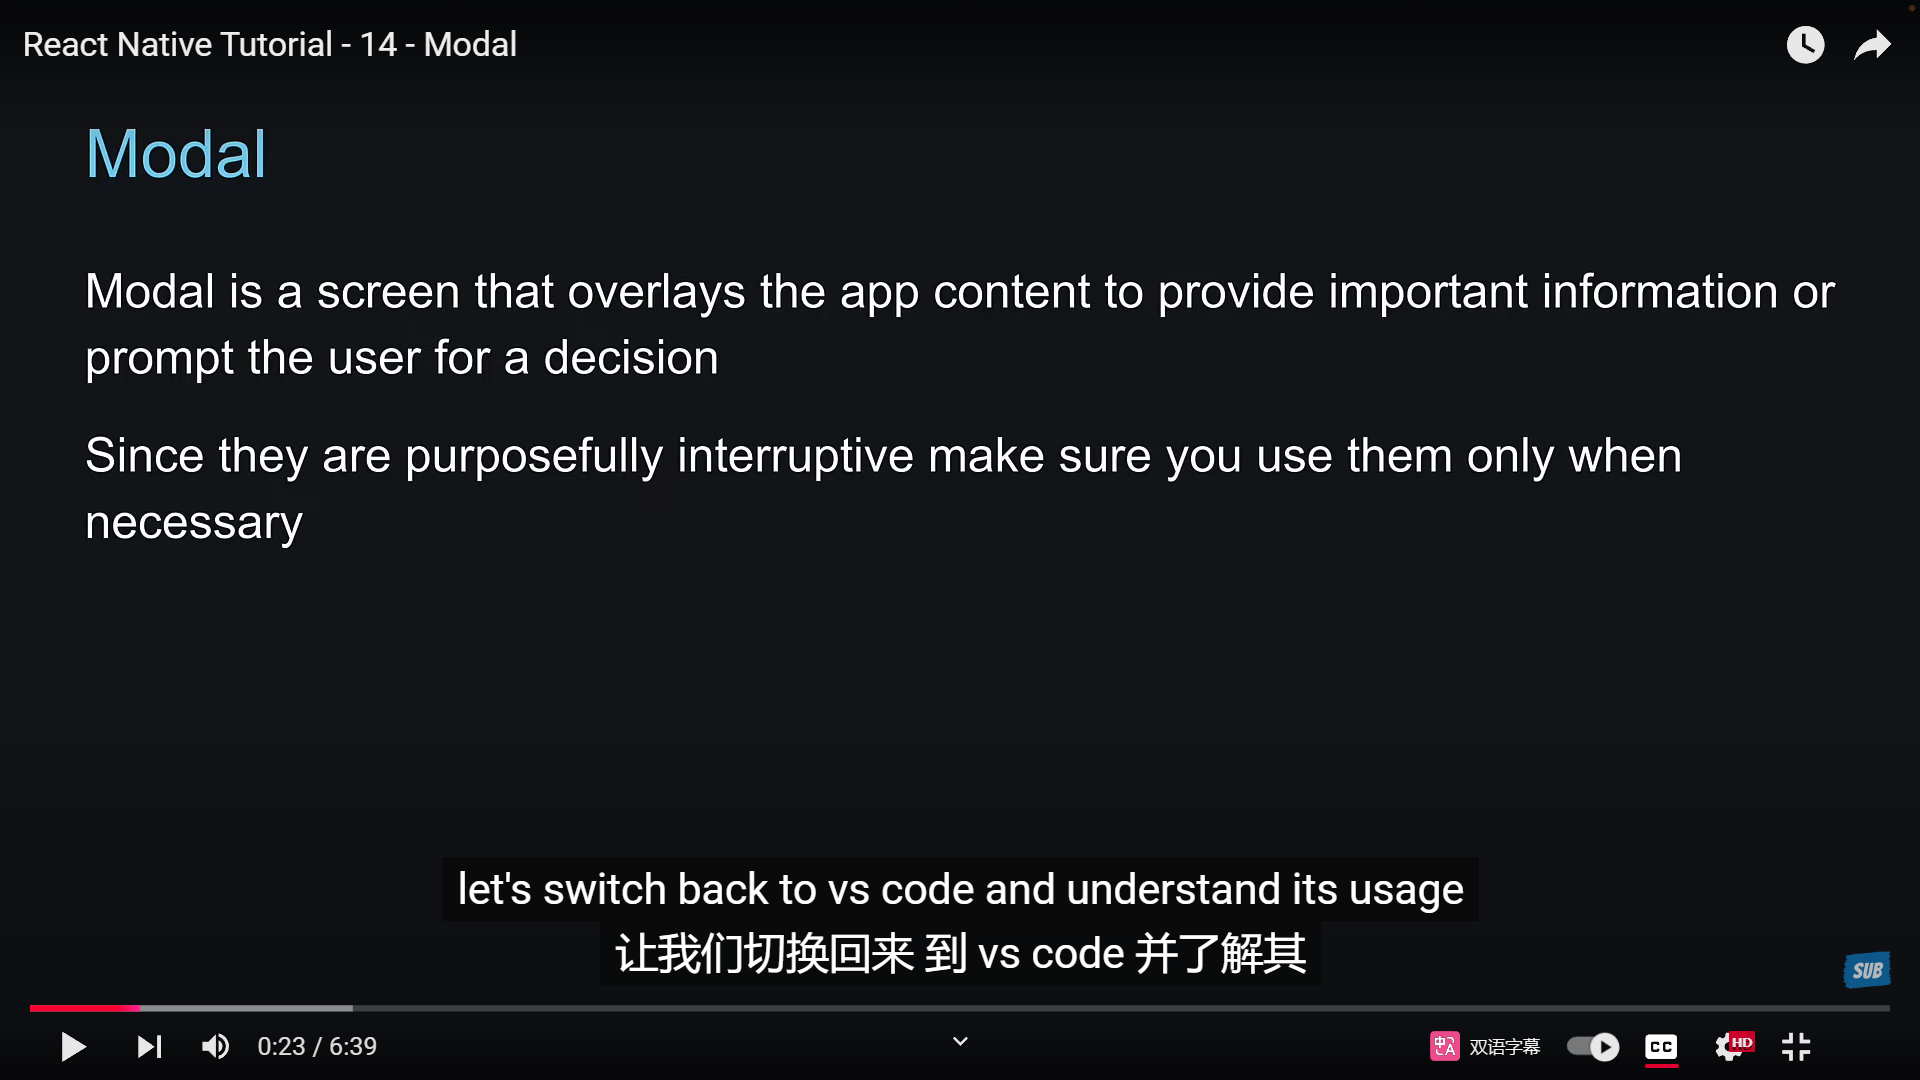 React Native Tutorial - 14 - Modal
Modal
Modal is a screen that overlays the app content to provide important information or
prompt the user for a decision
Since they are purposefully interruptive make sure you use them only when
necessary
let's switch back to vs code and understand its usage
让我们切换回来 到 vs code 并了解其
SUB
0:23 / 6:39
中A
双语字幕
CC
HD